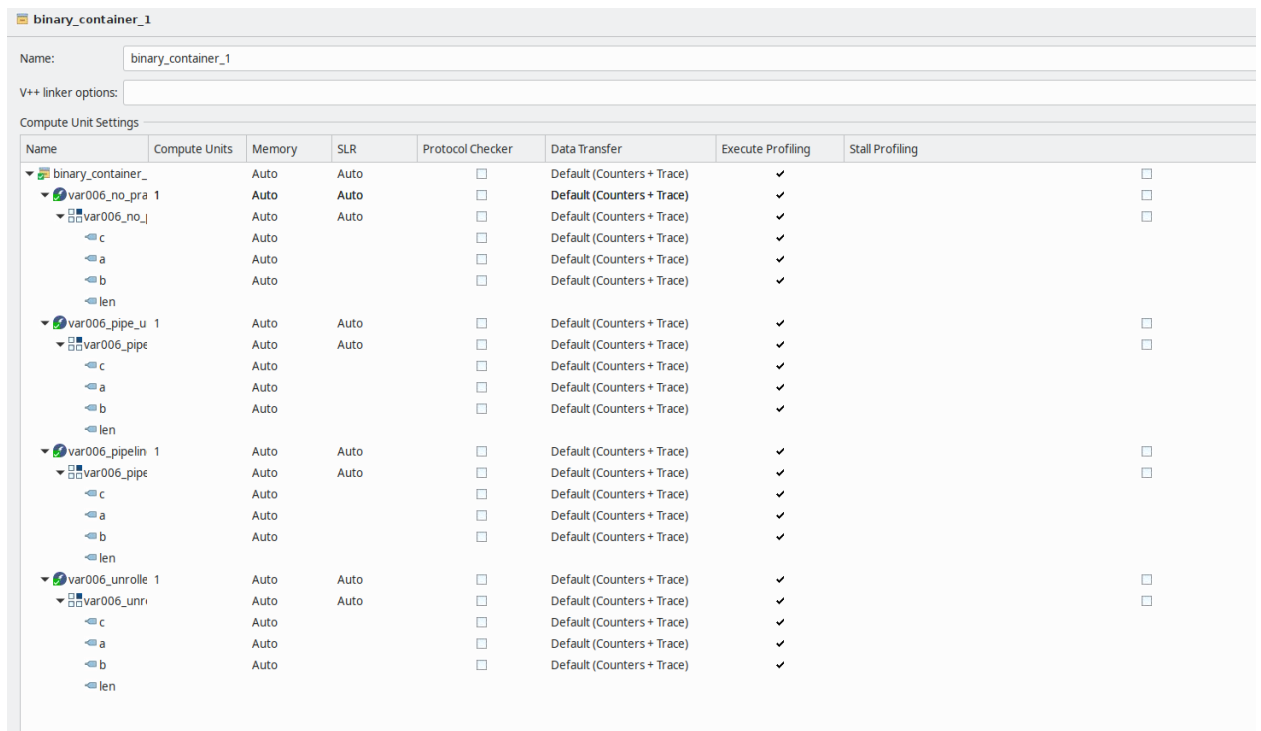 binary_container_1
Name: binary_container_1
V++ linker options:
Compute Unit Settings
Name Compute Units Memory SLR Protocol Checker Data Transfer Execute Profiling Stall Profiling
binary_container_ Auto Auto Default (Counters + Trace)
var006_no_pra 1 Auto Auto Default (Counters + Trace)
var006_no_p Auto Auto Default (Counters + Trace)
c Auto Default (Counters + Trace)
a Auto Default (Counters + Trace)
b Auto Default (Counters + Trace)
len
var006_pipe_u 1 Auto Auto Default (Counters + Trace)
var006_pipe Auto Auto Default (Counters + Trace)
c Auto Default (Counters + Trace)
a Auto Default (Counters + Trace)
b Auto Default (Counters + Trace)
len
var006_pipelin 1 Auto Auto Default (Counters + Trace)
var006_pipe Auto Auto Default (Counters + Trace)
c Auto Default (Counters + Trace)
a Auto Default (Counters + Trace)
b Auto Default (Counters + Trace)
len
var006_unrolle 1 Auto Auto Default (Counters + Trace)
var006_unr Auto Auto Default (Counters + Trace)
c Auto Default (Counters + Trace)
a Auto Default (Counters + Trace)
b Auto Default (Counters + Trace)
len